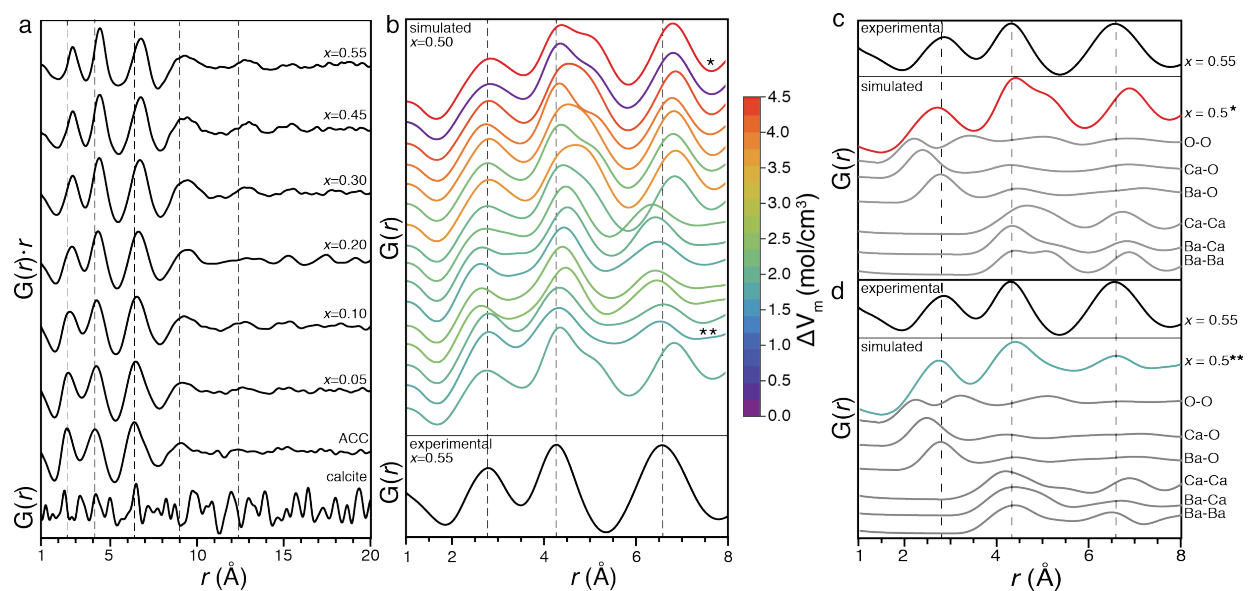 a
x=0.55
x=0.45
x=0.30
x=0.20
x=0.10
x=0.05
ACC
calcite
G(r)·r
G(r)
1
5
10
15
20
r (Å)
b
simulated
x=0.50
*
**
G(r)
experimental
x=0.55
G(r)
2
4
6
8
r (Å)
4.5
4.0
3.5
3.0
2.5
2.0
1.5
1.0
0.5
0.0
ΔVm (mol/cm³)
c
experimental
x = 0.55
simulated
x = 0.5*
O-O
Ca-O
Ba-O
Ca-Ca
Ba-Ca
Ba-Ba
G(r)
d
experimental
x = 0.55
simulated
x = 0.5**
O-O
Ca-O
Ba-O
Ca-Ca
Ba-Ca
Ba-Ba
G(r)
1
2
4
6
8
r (Å)